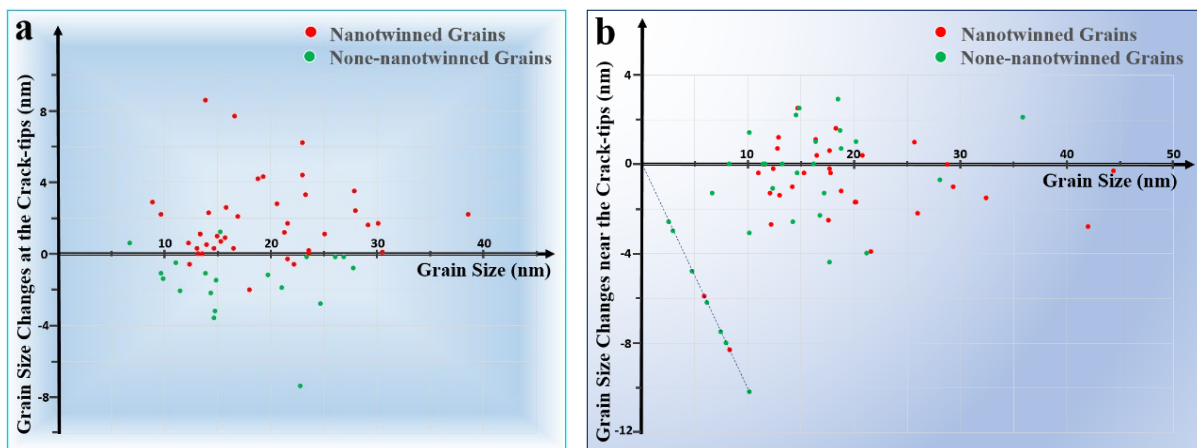 a
Nanotwinned Grains
None-nanotwinned Grains
Grain Size Changes at the Crack-tips (nm)
8
4
0
-4
-8
10
20
30
40
Grain Size (nm)
b
Nanotwinned Grains
None-nanotwinned Grains
Grain Size Changes near the Crack-tips (nm)
4
0
-4
-8
-12
10
20
30
40
50
Grain Size (nm)